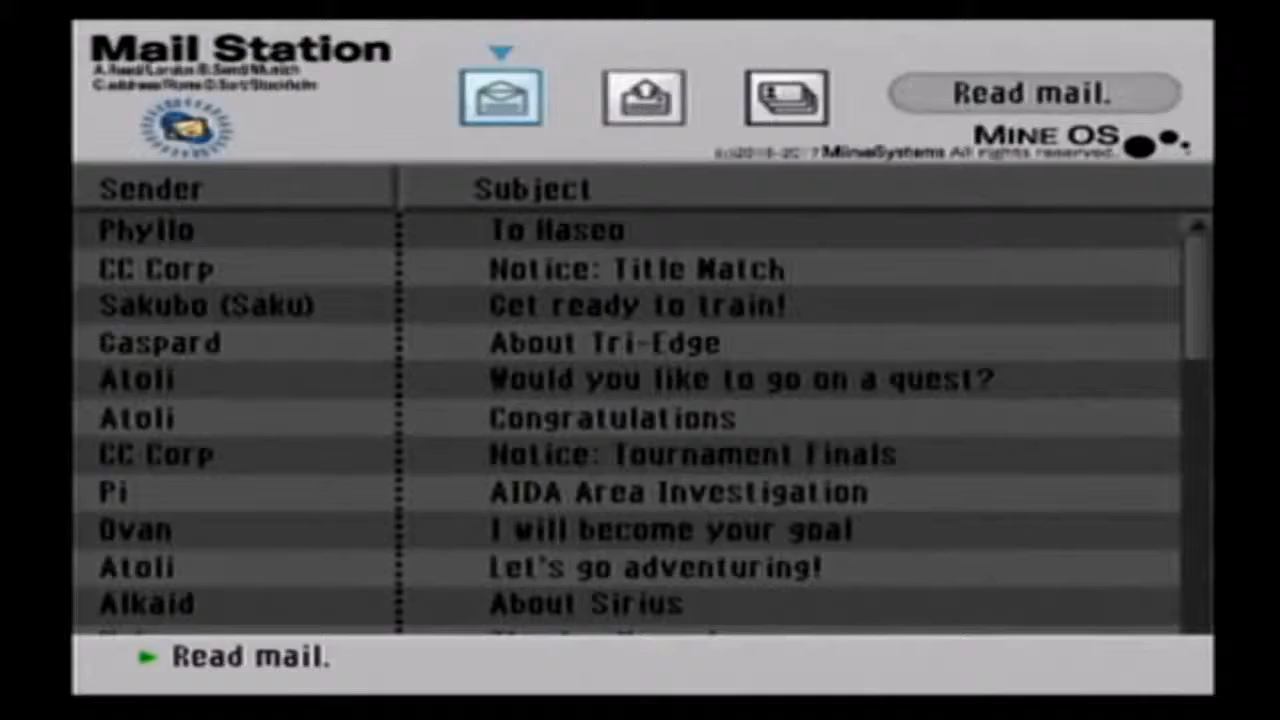 Mail Station
Read mail.
MINE OS
All rights reserved.
Sender Subject
Phyllo To Haseo
CC Corp Notice: Title Match
Sakubo (Saku) Get ready to train!
Gaspard About Tri-Edge
Atoli Would you like to go on a quest?
Atoli Congratulations
CC Corp Notice: Tournament Finals
Pi AIDA Area Investigation
Ovan I will become your goal
Atoli Let's go adventuring!
Alkaid About Sirius
Read mail.